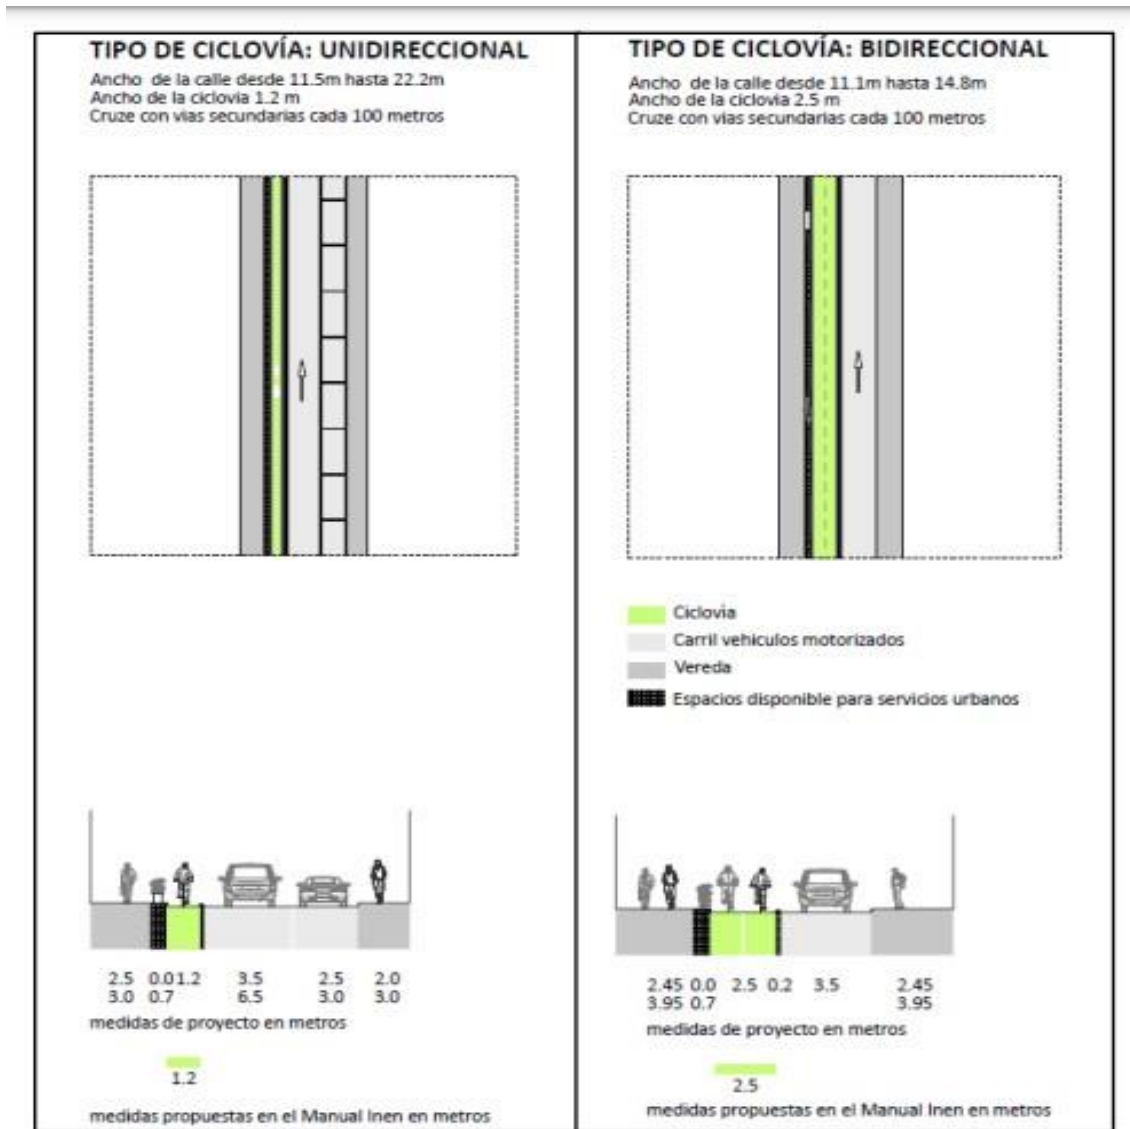 TIPO DE CICLOVÍA: UNIDIRECCIONAL
Ancho de la calle desde 11.5m hasta 22.2m
Ancho de la ciclovia 1.2 m
Cruze con vias secundarias cada 100 metros
2.5 0.0 1.2 3.5 2.5 2.0
3.0 0.7 6.5 3.0 3.0
medidas de proyecto en metros
1.2
medidas propuestas en el Manual Inen en metros
TIPO DE CICLOVÍA: BIDIRECCIONAL
Ancho de la calle desde 11.1m hasta 14.8m
Ancho de la ciclovia 2.5 m
Cruze con vias secundarias cada 100 metros
Ciclovía
Carril vehiculos motorizados
Vereda
Espacios disponible para servicios urbanos
2.45 0.0 2.5 0.2 3.5 2.45
3.95 0.7 3.95
medidas de proyecto en metros
2.5
medidas propuestas en el Manual Inen en metros